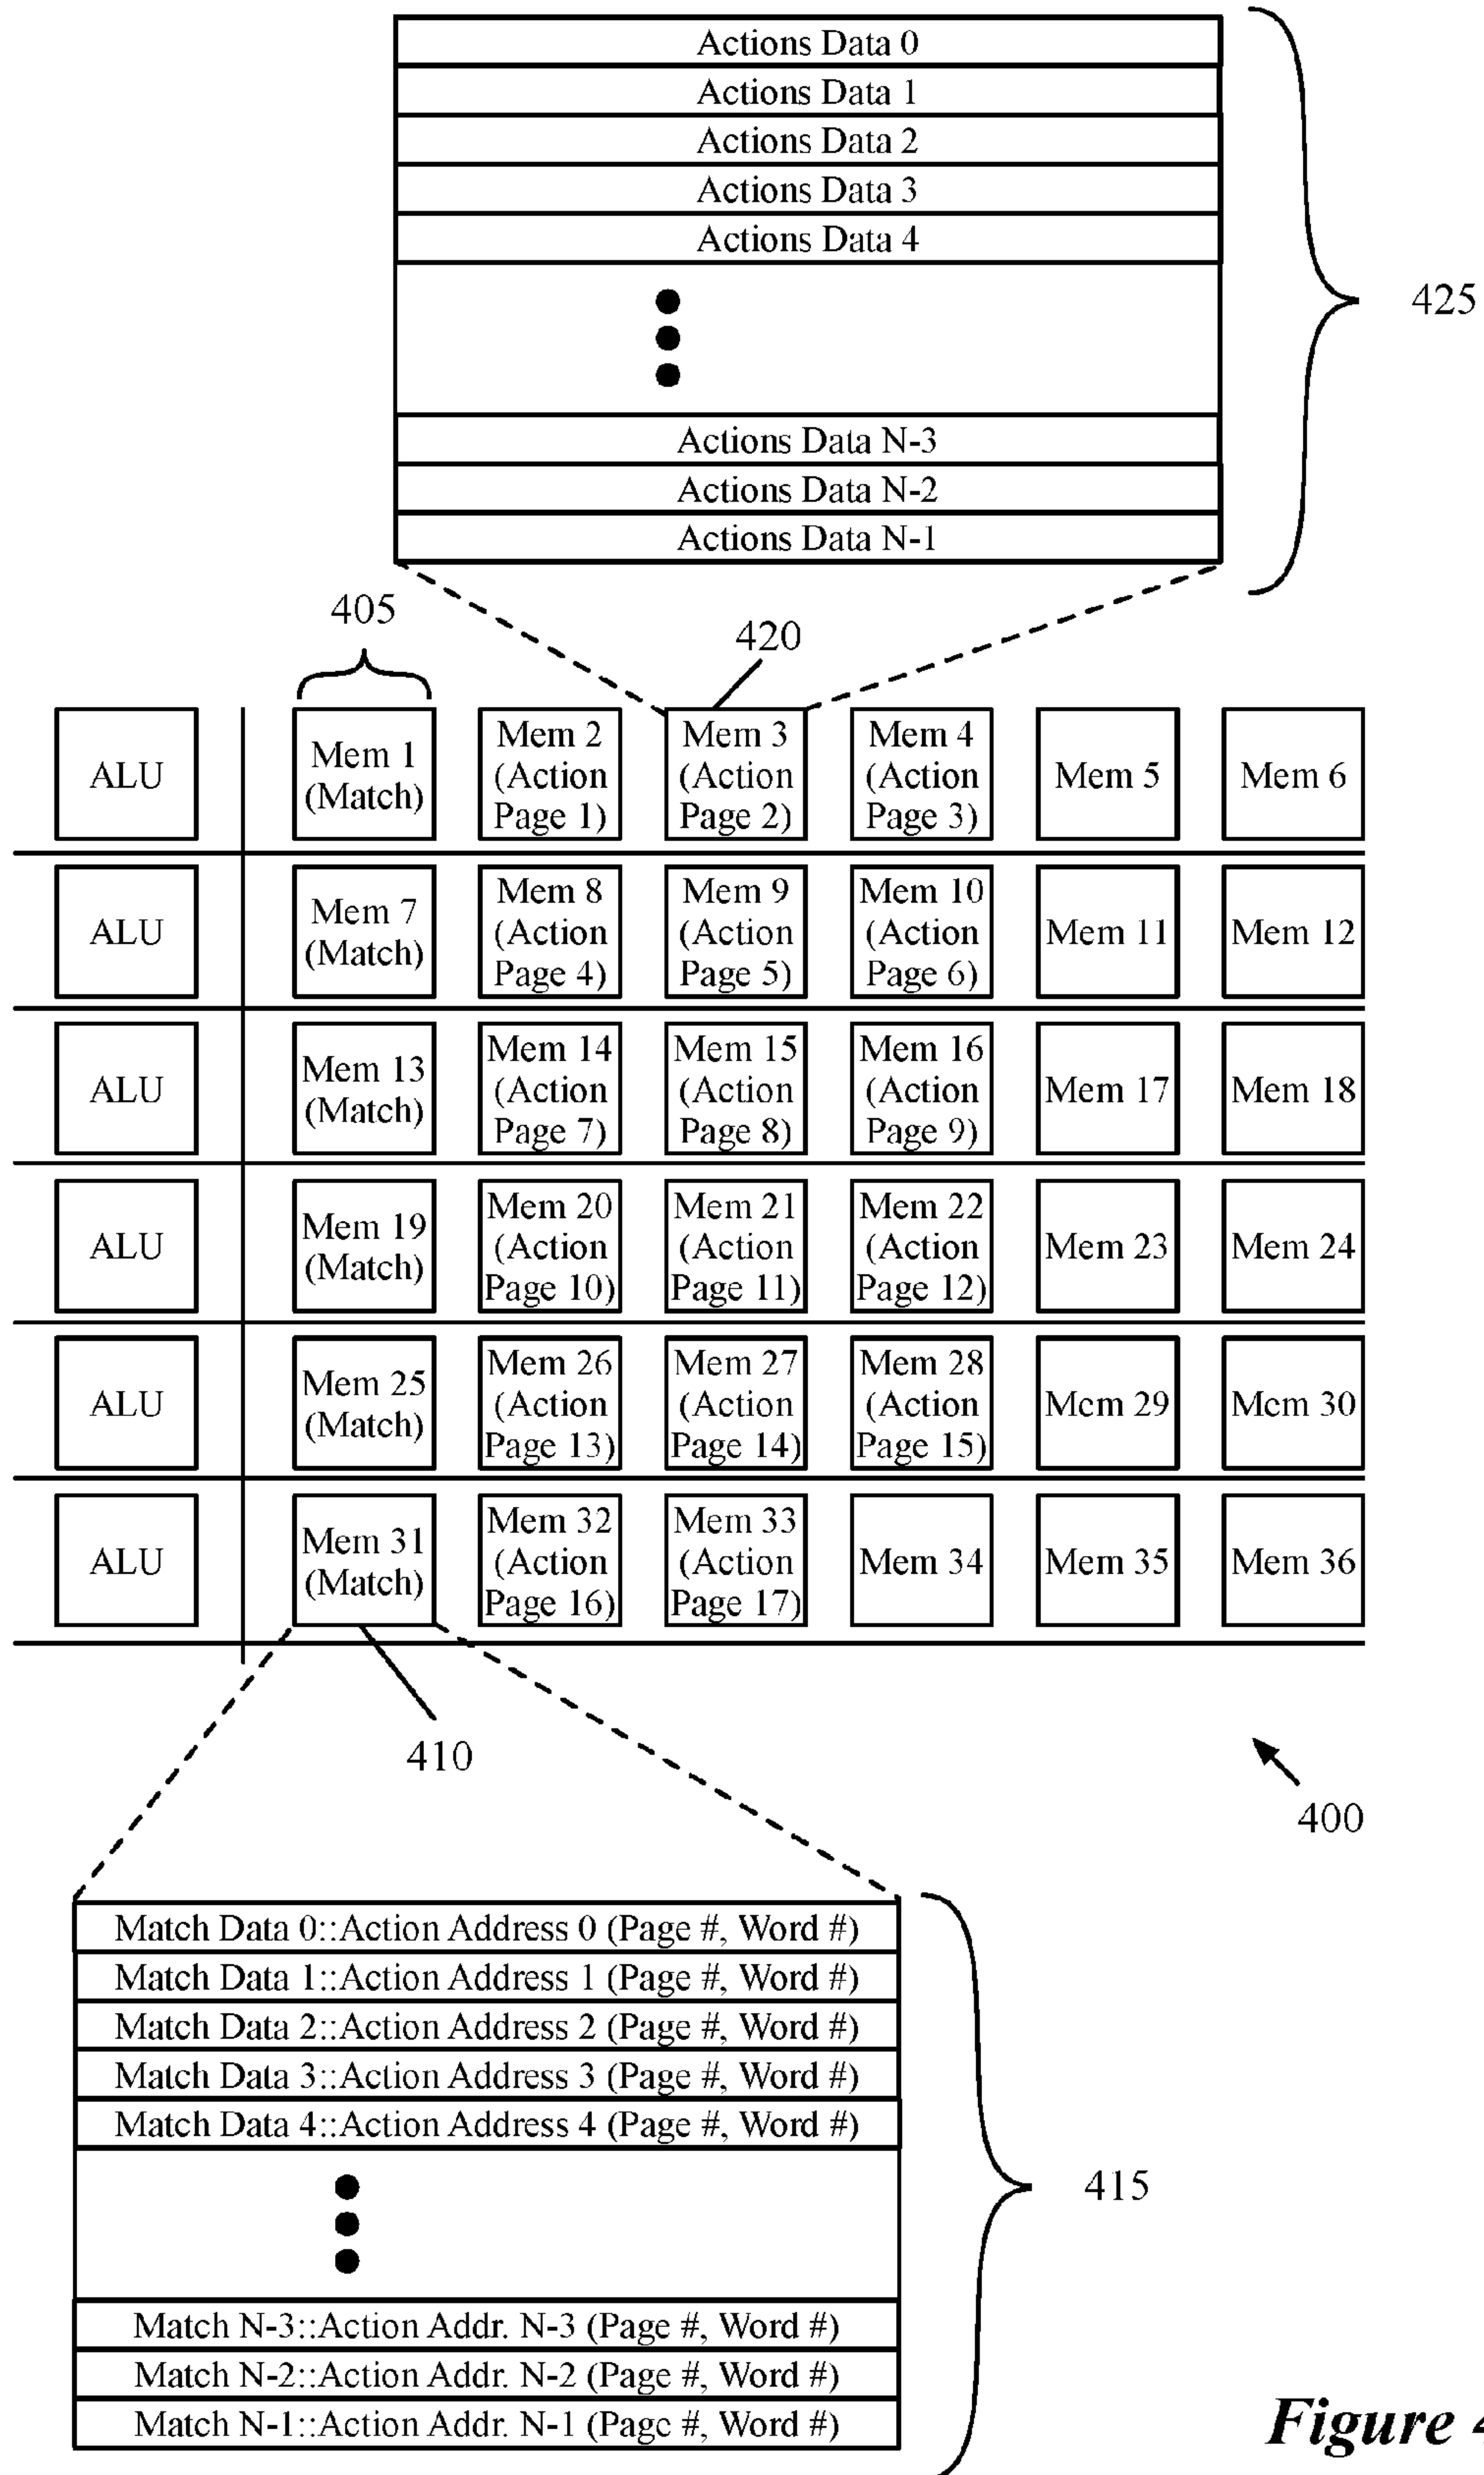 Actions Data 0
Actions Data 1
Actions Data 2
Actions Data 3
Actions Data 4
425
Actions Data N-3
Actions Data N-2
Actions Data N-1
405
420
ALU
Mem 1
(Match)
Mem 2
(Action
Page 1)
Mem 3
(Action
Page 2)
Mem 4
(Action
Page 3)
Mem 5
Mem 6
ALU
Mem 7
(Match)
Mem 8
(Action
Page 4)
Mem 9
(Action
Page 5)
Mem 10
(Action
Page 6)
Mem 11
Mem 12
ALU
Mem 13
(Match)
Mem 14
(Action
Page 7)
Mem 15
(Action
Page 8)
Mem 16
(Action
Page 9)
Mem 17
Mem 18
ALU
Mem 19
(Match)
Mem 20
(Action
Page 10)
Mem 21
(Action
Page 11)
Mem 22
(Action
Page 12)
Mem 23
Mem 24
ALU
Mem 25
(Match)
Mem 26
(Action
Page 13)
Mem 27
(Action
Page 14)
Mem 28
(Action
Page 15)
Mem 29
Mem 30
ALU
Mem 31
(Match)
Mem 32
(Action
Page 16)
Mem 33
(Action
Page 17)
Mem 34
Mem 35
Mem 36
410
400
Match Data 0::Action Address 0 (Page #, Word #)
Match Data 1::Action Address 1 (Page #, Word #)
Match Data 2::Action Address 2 (Page #, Word #)
Match Data 3::Action Address 3 (Page #, Word #)
Match Data 4::Action Address 4 (Page #, Word #)
415
Match N-3::Action Addr. N-3 (Page #, Word #)
Match N-2::Action Addr. N-2 (Page #, Word #)
Match N-1::Action Addr. N-1 (Page #, Word #)
Figure 4